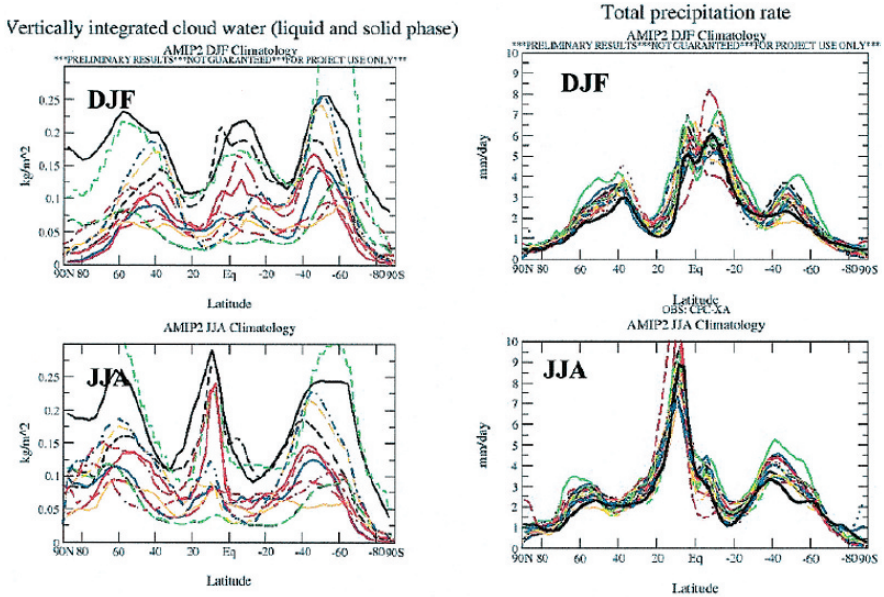 Vertically integrated cloud water (liquid and solid phase)
AMIP2 DJF Climatology
***PRELIMINARY RESULTS***NOT GUARANTEED***FOR PROJECT USE ONLY***
DJF
0.25
0.2
0.15
0.1
0.05
0
kg/m^2
90N 80 60 40 20 Eq -20 -40 -60 -80 90S
Latitude
Total precipitation rate
AMIP2 DJF Climatology
***PRELIMINARY RESULTS***NOT GUARANTEED***FOR PROJECT USE ONLY***
DJF
10
9
8
7
6
5
4
3
2
1
0
mm/day
90N 80 60 40 20 Eq -20 -40 -60 -80 90S
Latitude
AMIP2 JJA Climatology
JJA
0.25
0.2
0.15
0.1
0.05
0
kg/m^2
90N 80 60 40 20 Eq -20 -40 -60 -80 90S
Latitude
OBS: CPC-XA
AMIP2 JJA Climatology
JJA
10
9
8
7
6
5
4
3
2
1
0
mm/day
90N 80 60 40 20 Eq -20 -40 -60 -80 90S
Latitude